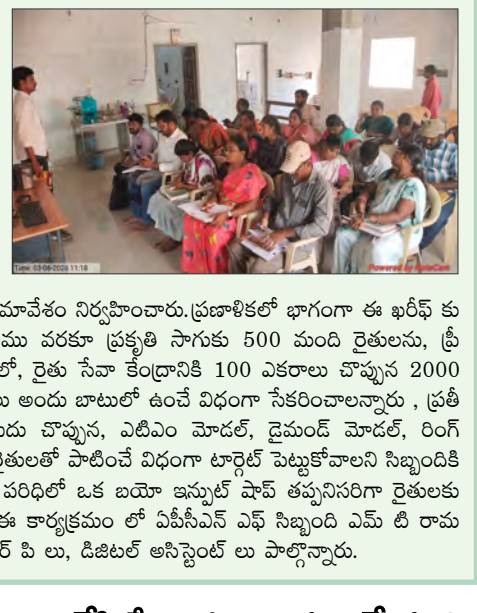 Time: 03-06-2026 11:18
Powered by NoteCam
మావేశం నిర్వహించారు.ప్రణాళికలో భాగంగా ఈ ఖరీఫ్ కు
ము వరకూ ప్రకృతి సాగుకు 500 మంది రైతులను, ప్రీ
లో, రైతు సేవా కేంద్రానికి 100 ఎకరాలు చొప్పున 2000
లు అందు బాటులో ఉంచే విధంగా సేకరించాలన్నారు , ప్రతీ
యదు చొప్పున, ఎటిఎం మోడల్, డైమండ్ మోడల్, రింగ్
రైతులతో పాటించే విధంగా టార్గెట్ పెట్టుకోవాలని సిబ్బందికి
పరిధిలో ఒక బయో ఇన్పుట్ షాప్ తప్పనిసరిగా రైతులకు
ఈ కార్యక్రమం లో ఏపీసీఎన్ ఎఫ్ సిబ్బంది ఎమ్ టి రామ
ర్ పి లు, డిజిటల్ అసిస్టెంట్ లు పాల్గొన్నారు.